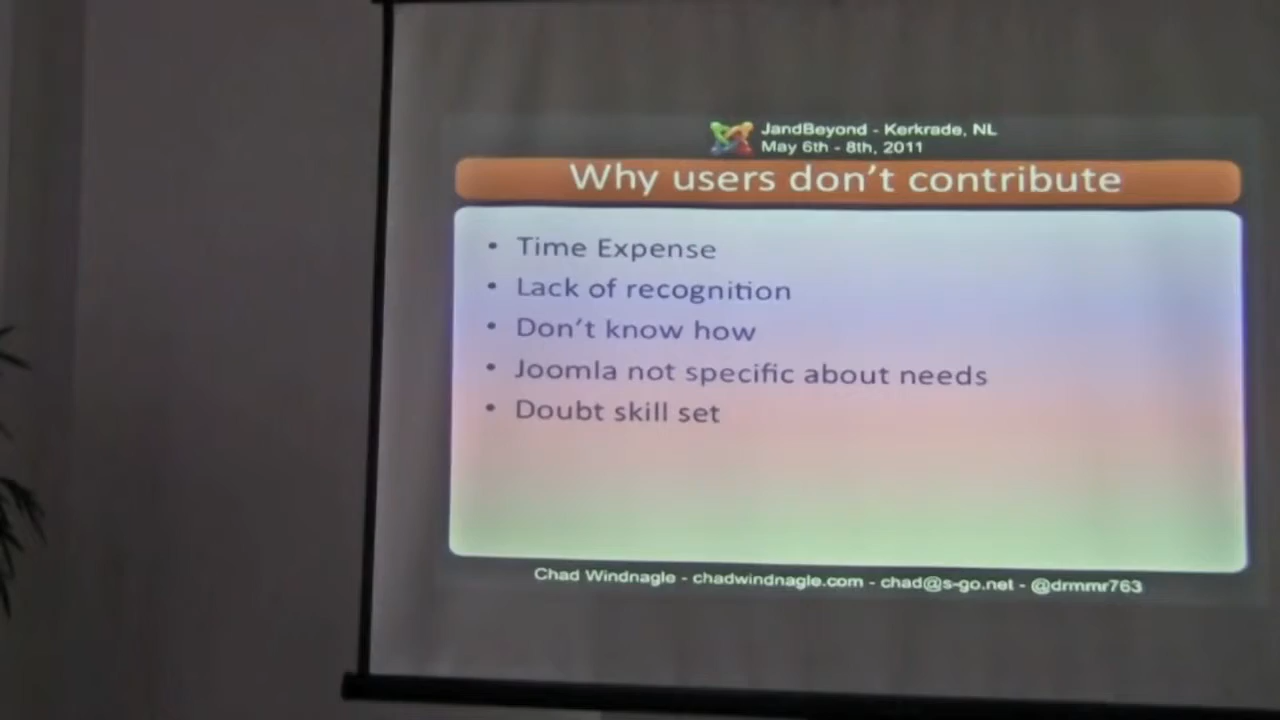 JandBeyond - Kerkrade, NL
May 6th - 8th, 2011
Why users don't contribute
• Time Expense
• Lack of recognition
• Don't know how
• Joomla not specific about needs
• Doubt skill set
Chad Windnagle - chadwindnagle.com - chad@s-go.net - @drmmr763